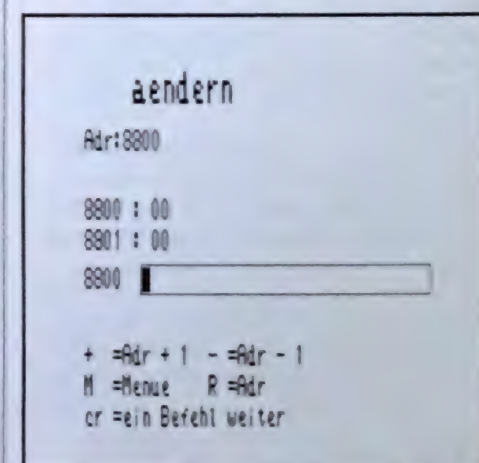 aendern
Adr:8800
8800 : 00
8801 : 00
8800
+ =Adr + 1 - =Adr - 1
M =Menue R =Adr
cr =ein Befehl weiter